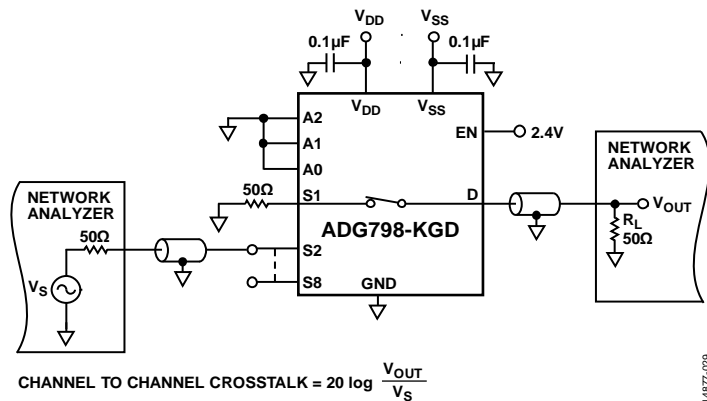 VDD
VSS
0.1µF
0.1µF
VDD
VSS
A2
A1
A0
EN
2.4V
NETWORK
ANALYZER
50Ω
S1
D
VOUT
RL
50Ω
ADG798-KGD
NETWORK
ANALYZER
50Ω
VS
S2
S8
GND
CHANNEL TO CHANNEL CROSSTALK = 20 log VOUT
VS
14877-029